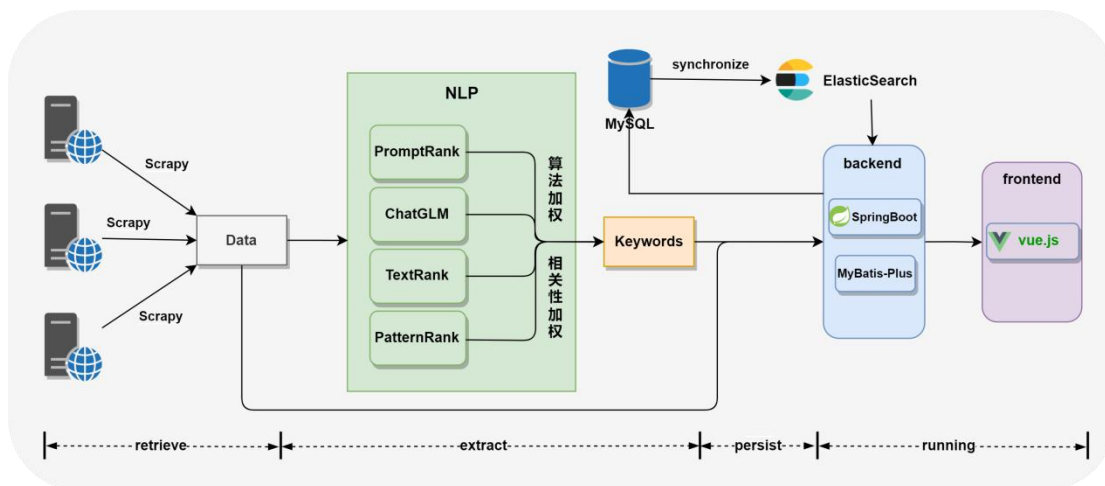 Scrapy
Scrapy
Scrapy
Data
NLP
PromptRank
ChatGLM
TextRank
PatternRank
算法加权
相关性加权
Keywords
MySQL
synchronize
ElasticSearch
backend
SpringBoot
MyBatis-Plus
frontend
vue.js
retrieve
extract
persist
running